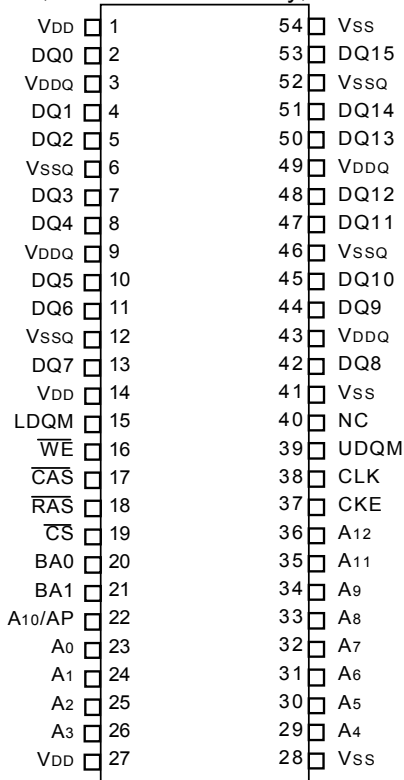 VDD 1 54 VSS
DQ0 2 53 DQ15
VDDQ 3 52 VSSQ
DQ1 4 51 DQ14
DQ2 5 50 DQ13
VSSQ 6 49 VDDQ
DQ3 7 48 DQ12
DQ4 8 47 DQ11
VDDQ 9 46 VSSQ
DQ5 10 45 DQ10
DQ6 11 44 DQ9
VSSQ 12 43 VDDQ
DQ7 13 42 DQ8
VDD 14 41 VSS
LDQM 15 40 NC
WE 16 39 UDQM
CAS 17 38 CLK
RAS 18 37 CKE
CS 19 36 A12
BA0 20 35 A11
BA1 21 34 A9
A10/AP 22 33 A8
A0 23 32 A7
A1 24 31 A6
A2 25 30 A5
A3 26 29 A4
VDD 27 28 VSS